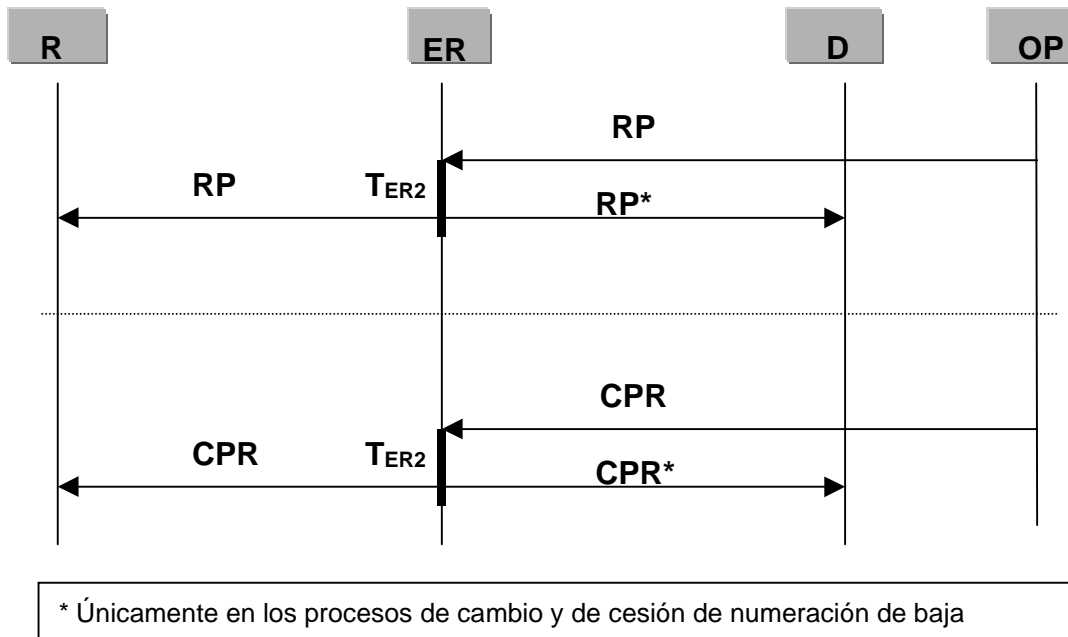 R ER D OP
RP
RP TER2 RP*
CPR
CPR TER2 CPR*
* Únicamente en los procesos de cambio y de cesión de numeración de baja